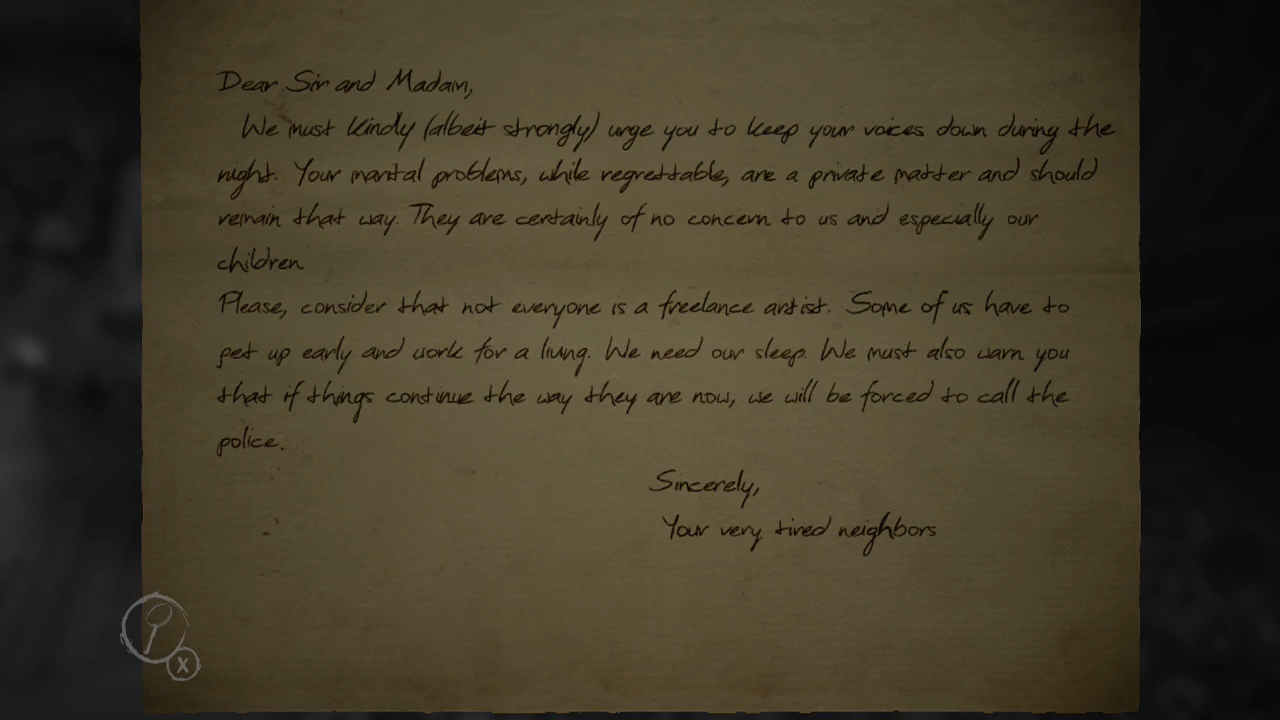 Dear Sir and Madam,
We must kindly (albeit strongly) urge you to keep your voices down during the
night. Your marital problems, while regrettable, are a private matter and should
remain that way. They are certainly of no concern to us and especially our
children.
Please, consider that not everyone is a freelance artist. Some of us have to
get up early and work for a living. We need our sleep. We must also warn you
that if things continue the way they are now, we will be forced to call the
police.
Sincerely,
Your very tired neighbors
X